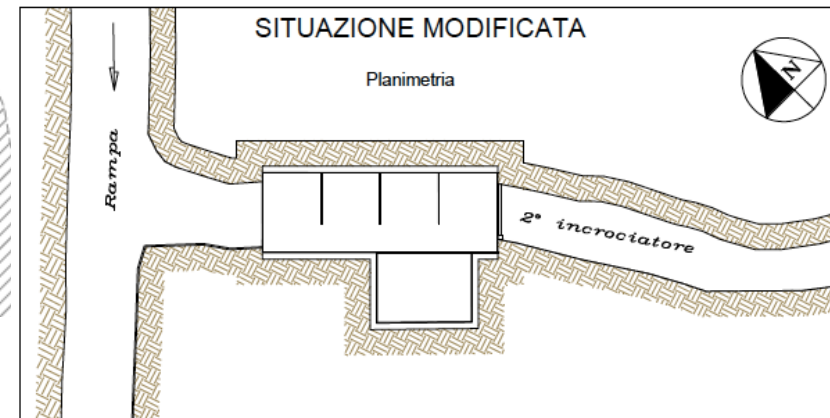 SITUAZIONE MODIFICATA
Planimetria
N
Rampa
2° incrociatore